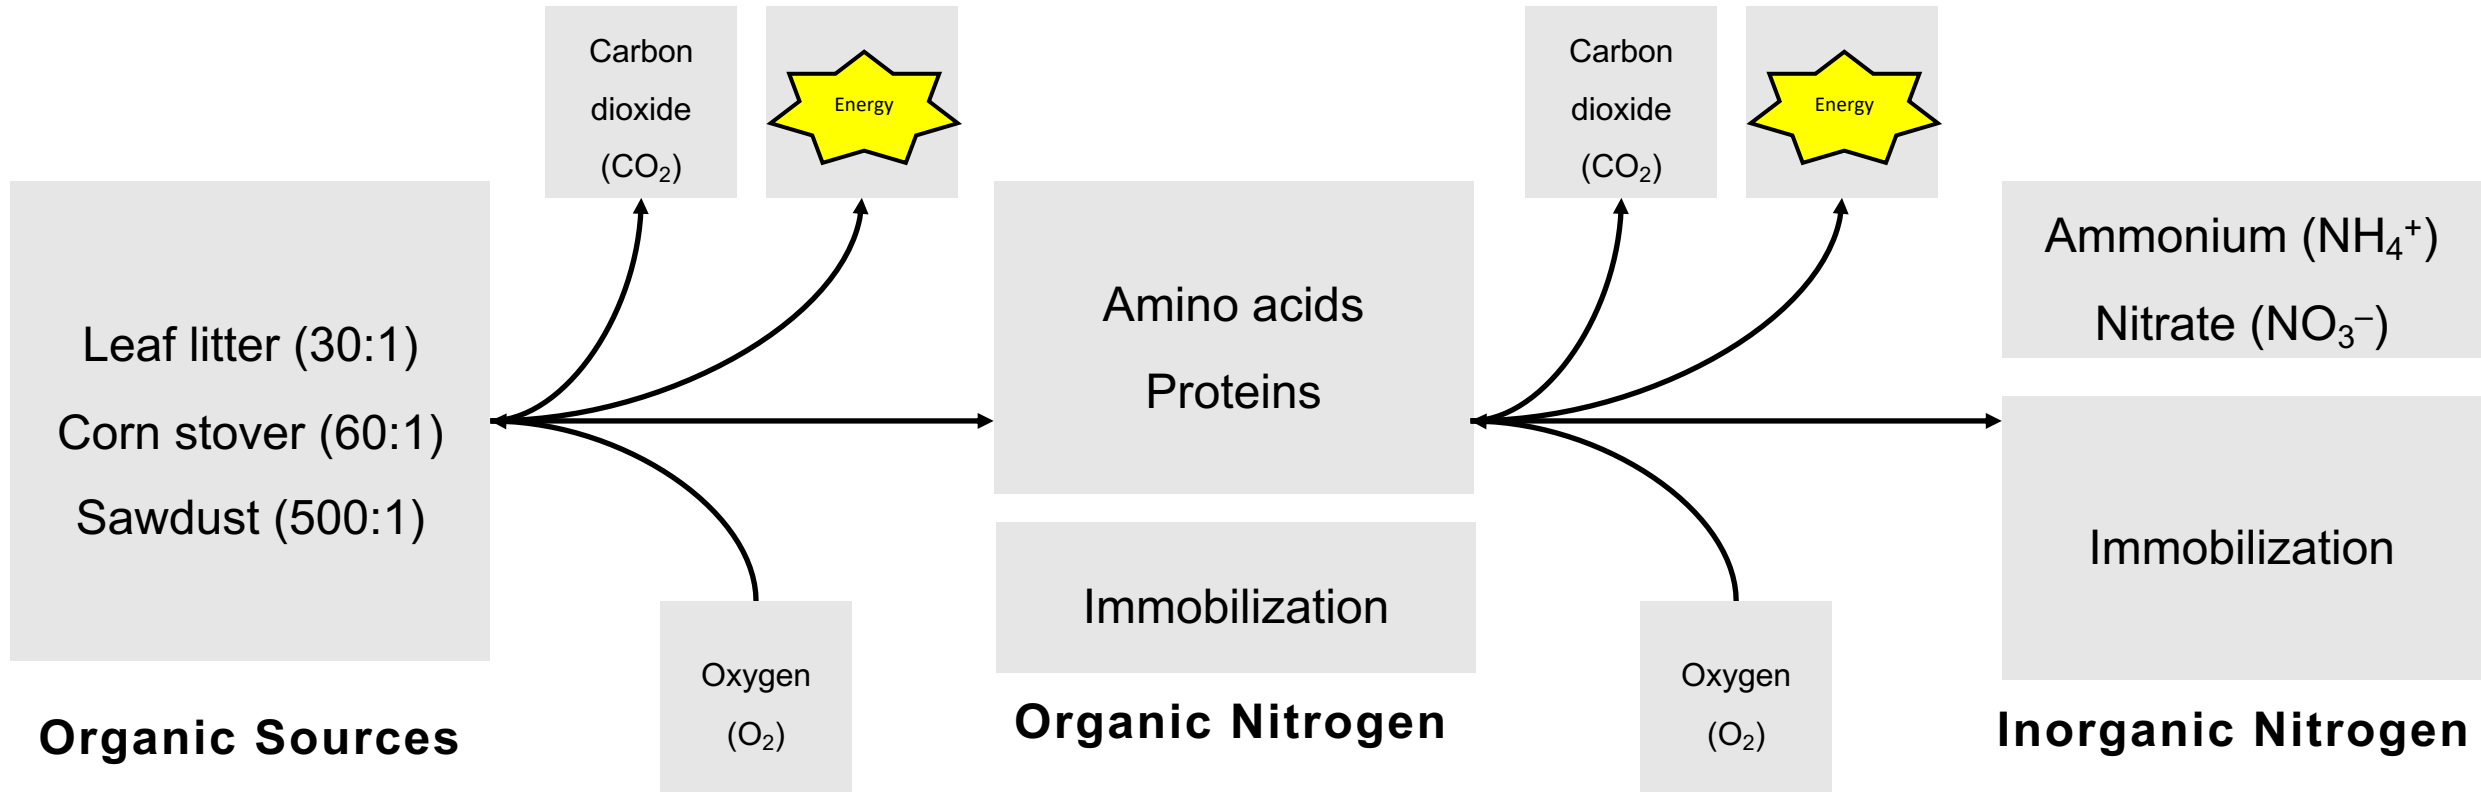 Carbon
dioxide
(CO₂)
Energy
Carbon
dioxide
(CO₂)
Energy
Leaf litter (30:1)
Corn stover (60:1)
Sawdust (500:1)
Amino acids
Proteins
Ammonium (NH₄⁺)
Nitrate (NO₃⁻)
Immobilization
Immobilization
Oxygen
(O₂)
Oxygen
(O₂)
Organic Sources
Organic Nitrogen
Inorganic Nitrogen